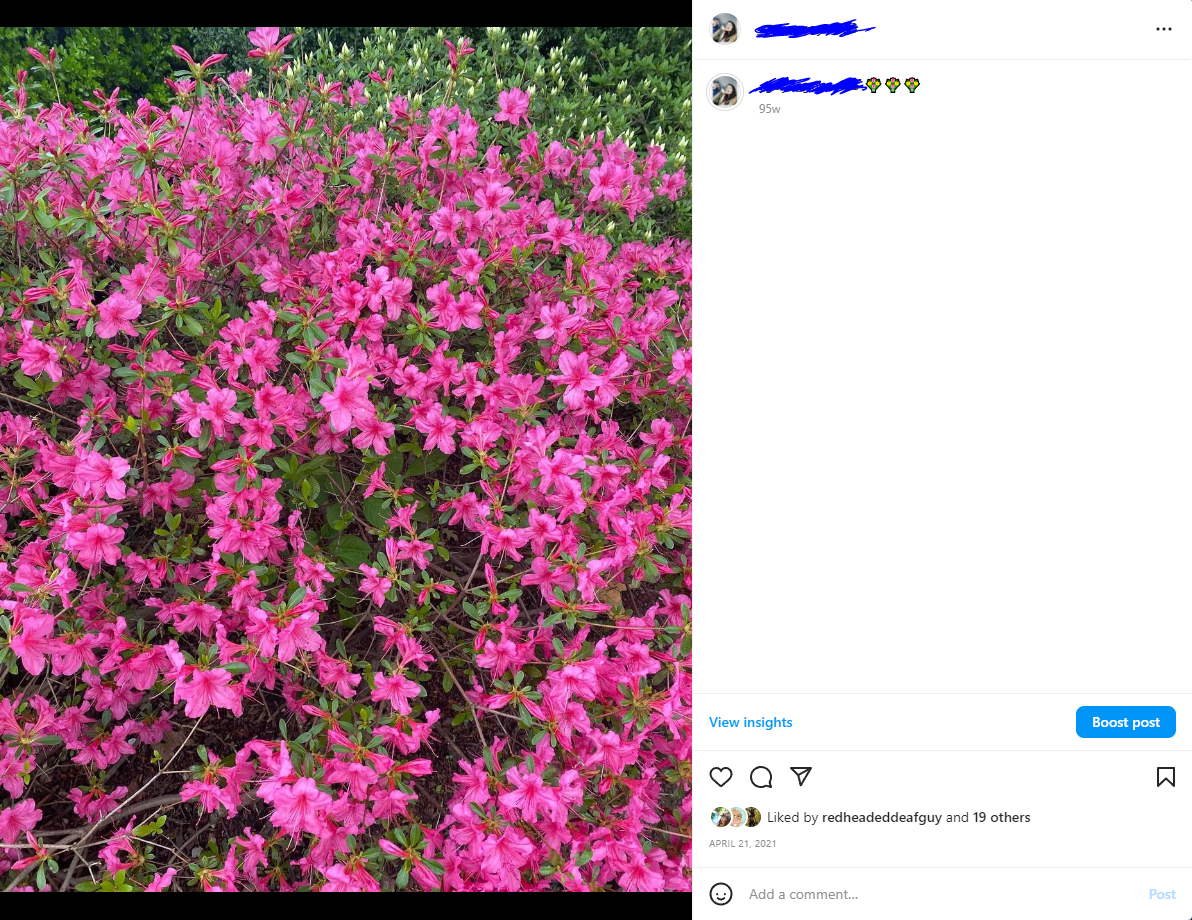 💐💐💐
95w
View insights
Boost post
Liked by redheadeddeafguy and 19 others
APRIL 21, 2021
Add a comment...
Post